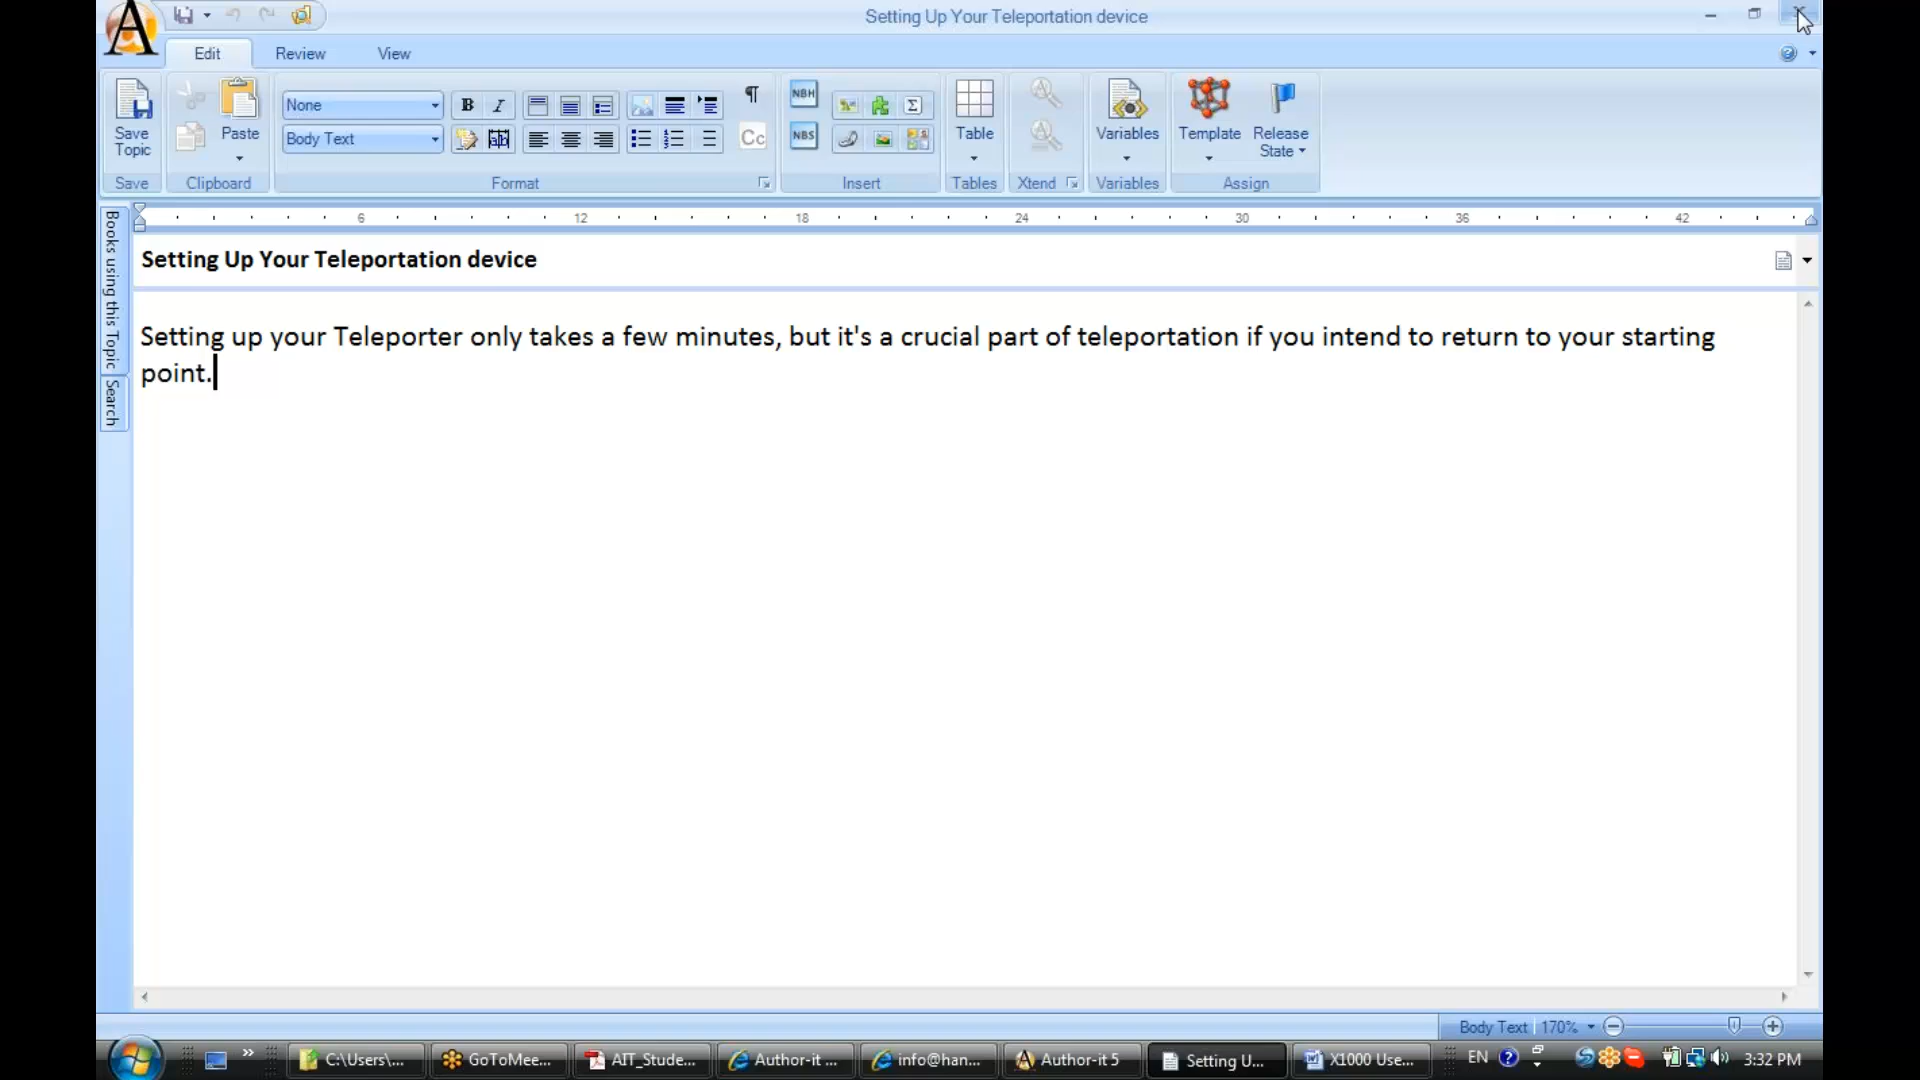 Setting Up Your Teleportation device
Edit Review View
Save Topic
Paste
None
Body Text
B I
Cc
NBH
NBS
Table
Variables
Template
Release State
Save Clipboard Format Insert Tables Xtend Variables Assign
6 12 18 24 30 36 42
Books using this Topic
Search
Setting Up Your Teleportation device
Setting up your Teleporter only takes a few minutes, but it's a crucial part of teleportation if you intend to return to your starting
point.
Body Text 170%
C:\Users\... GoToMee... AIT_Stude... Author-it ... info@han... Author-it 5 Setting U... X1000 Use... EN 3:32 PM